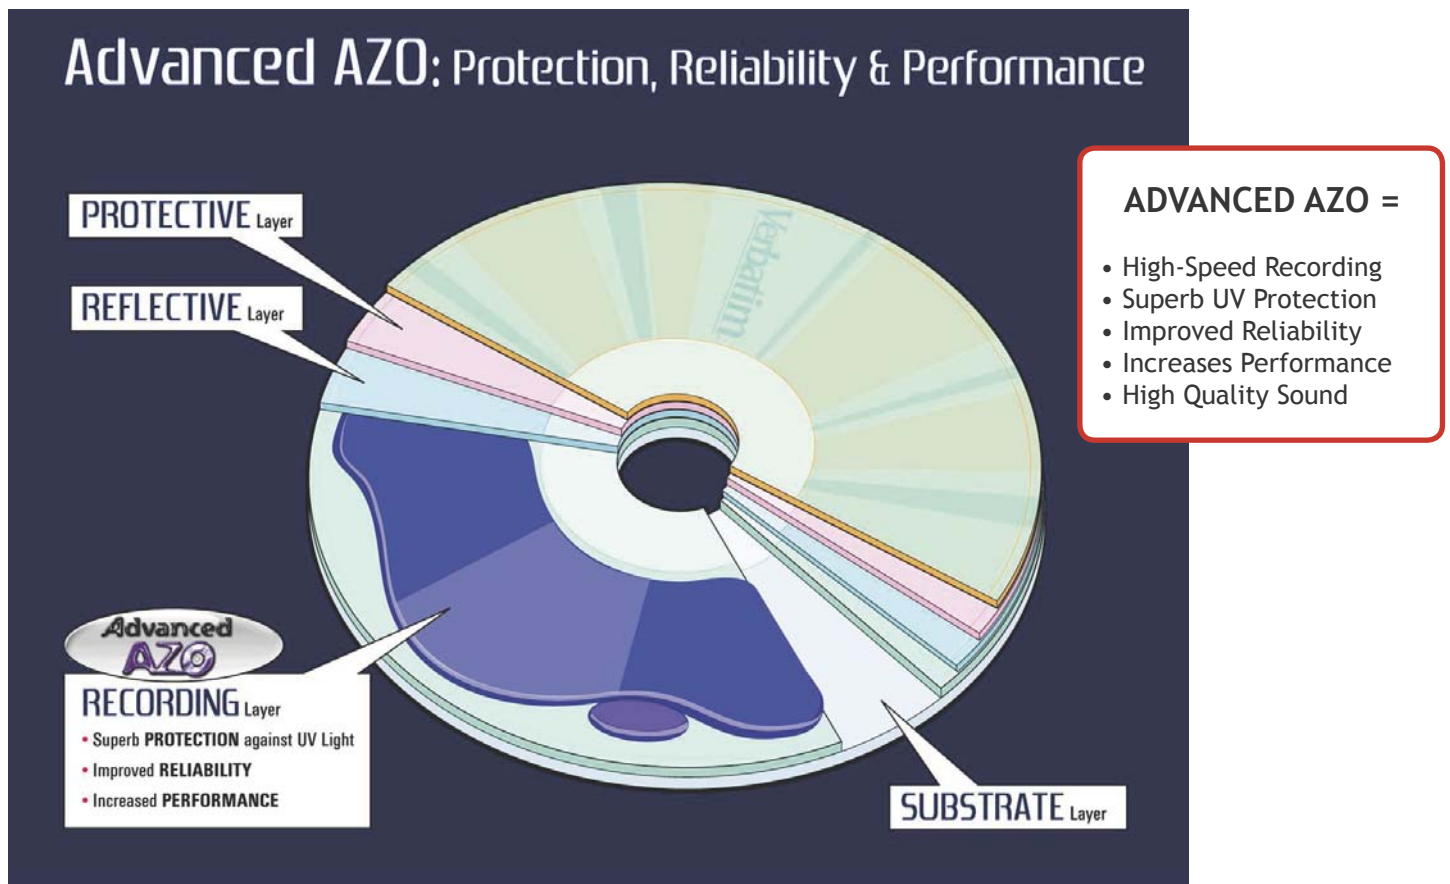 Advanced AZO: Protection, Reliability & Performance
PROTECTIVE Layer
REFLECTIVE Layer
Verbatim
ADVANCED AZO =
• High-Speed Recording
• Superb UV Protection
• Improved Reliability
• Increases Performance
• High Quality Sound
Advanced
AZO
RECORDING Layer
• Superb PROTECTION against UV Light
• Improved RELIABILITY
• Increased PERFORMANCE
SUBSTRATE Layer